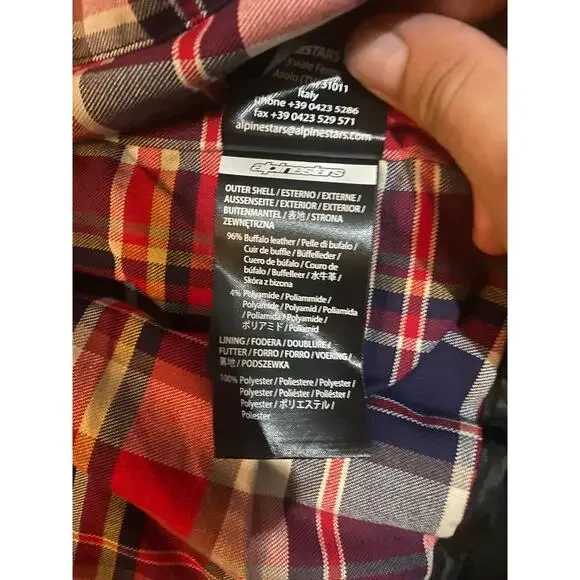 NESTARS
Viale Fer
Asolo (T
31011
Italy
phone +39 0423 5286
fax +39 0423 529 571
alpinestars@alpinestars.com
alpinestars
OUTER SHELL / ESTERNO / EXTERNE /
AUSSENSEITE / EXTERIOR / EXTERIOR /
BUITENMANTEL / 表地 / STRONA
ZEWNĘTRZNA
96% Buffalo leather / Pelle di bufalo /
Cuir de buffle / Büffelleder /
Cuero de búfalo / Couro de
búfalo / Buffelleer / 水牛革 /
Skóra z bizona
4% Polyamide / Poliammide /
Polyamide / Polyamid / Poliamida
/ Poliamida / Polyamid /
ポリアミド / Poliamid
LINING / FODERA / DOUBLURE /
FUTTER / FORRO / FORRO / VOERING /
裏地 / PODSZEWKA
100% Polyester / Poliestere / Polyester /
Polyester / Poliéster / Poliéster /
Polyester / ポリエステル /
Poliester